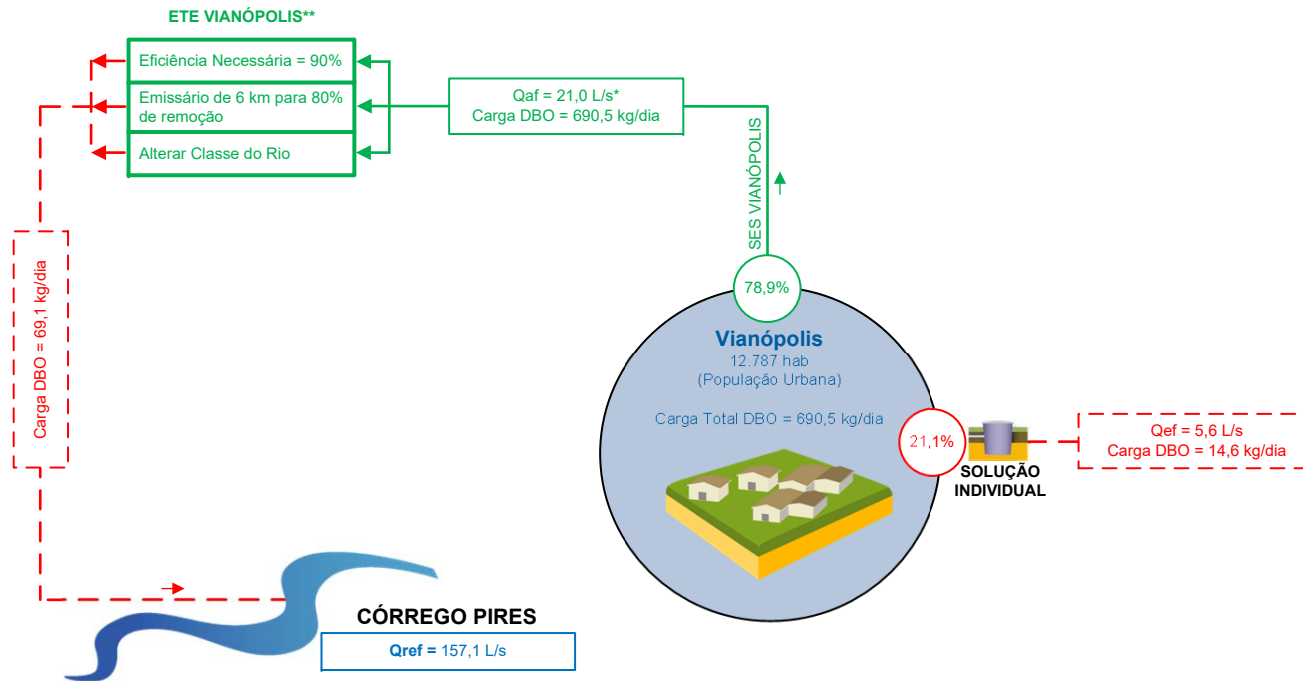 ETE VIANÓPOLIS**
Eficiência Necessária = 90%
Emissário de 6 km para 80%
de remoção
Alterar Classe do Rio
Qaf = 21,0 L/s*
Carga DBO = 690,5 kg/dia
SES VIANÓPOLIS
78,9%
Vianópolis
12.787 hab
(População Urbana)
Carga Total DBO = 690,5 kg/dia
21,1%
SOLUÇÃO
INDIVIDUAL
Qef = 5,6 L/s
Carga DBO = 14,6 kg/dia
Carga DBO = 69,1 kg/dia
CÓRREGO PIRES
Qref = 157,1 L/s